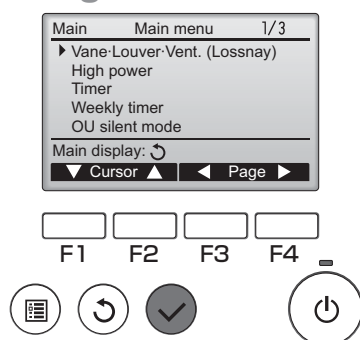 Main Main menu 1/3
Vane·Louver·Vent. (Lossnay)
High power
Timer
Weekly timer
OU silent mode
Main display:
Cursor Page
F1 F2 F3 F4